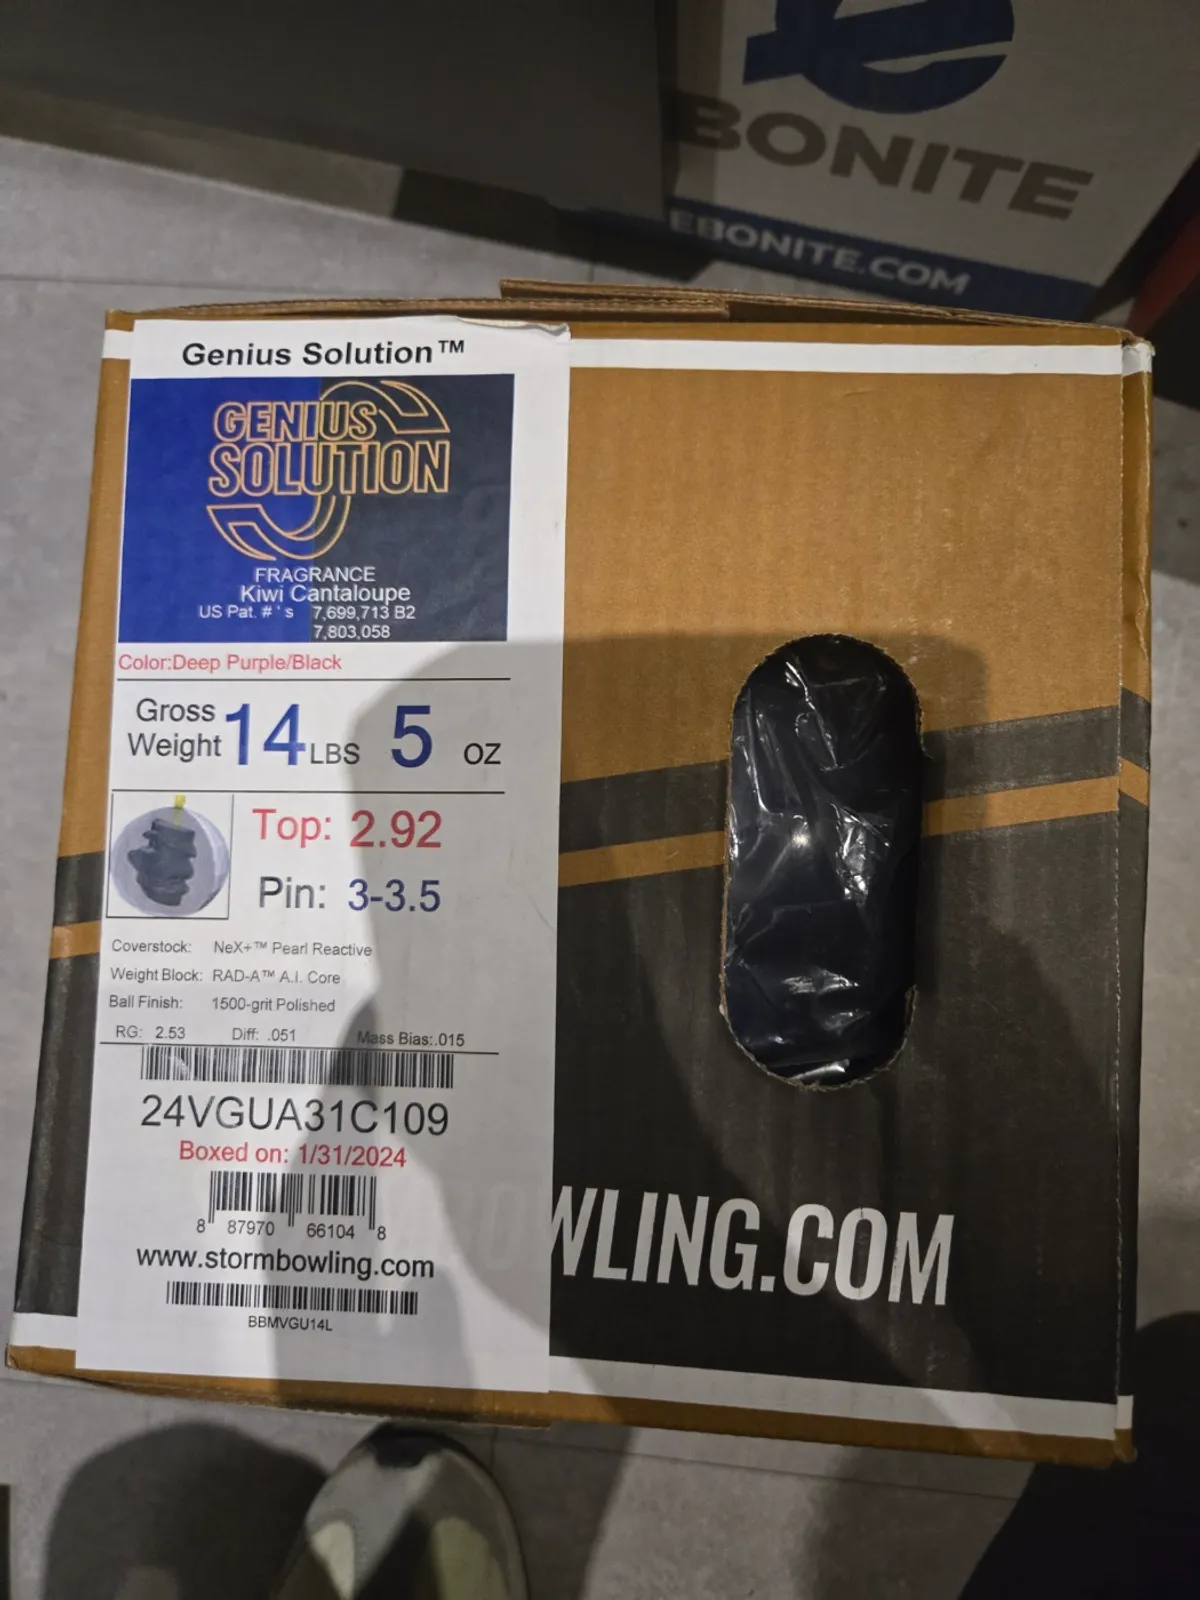 BONITE
EBONITE.COM
Genius Solution™
GENIUS
SOLUTION
FRAGRANCE
Kiwi Cantaloupe
US Pat. # ' s 7,699,713 B2
7,803,058
Color:Deep Purple/Black
Gross Weight 14 LBS 5 OZ
Top: 2.92
Pin: 3-3.5
Coverstock: NeX+™ Pearl Reactive
Weight Block: RAD-A™ A.I. Core
Ball Finish: 1500-grit Polished
RG: 2.53 Diff: .051 Mass Bias:.015
24VGUA31C109
Boxed on: 1/31/2024
8 87970 66104 8
www.stormbowling.com
BBMVGU14L
WLING.COM